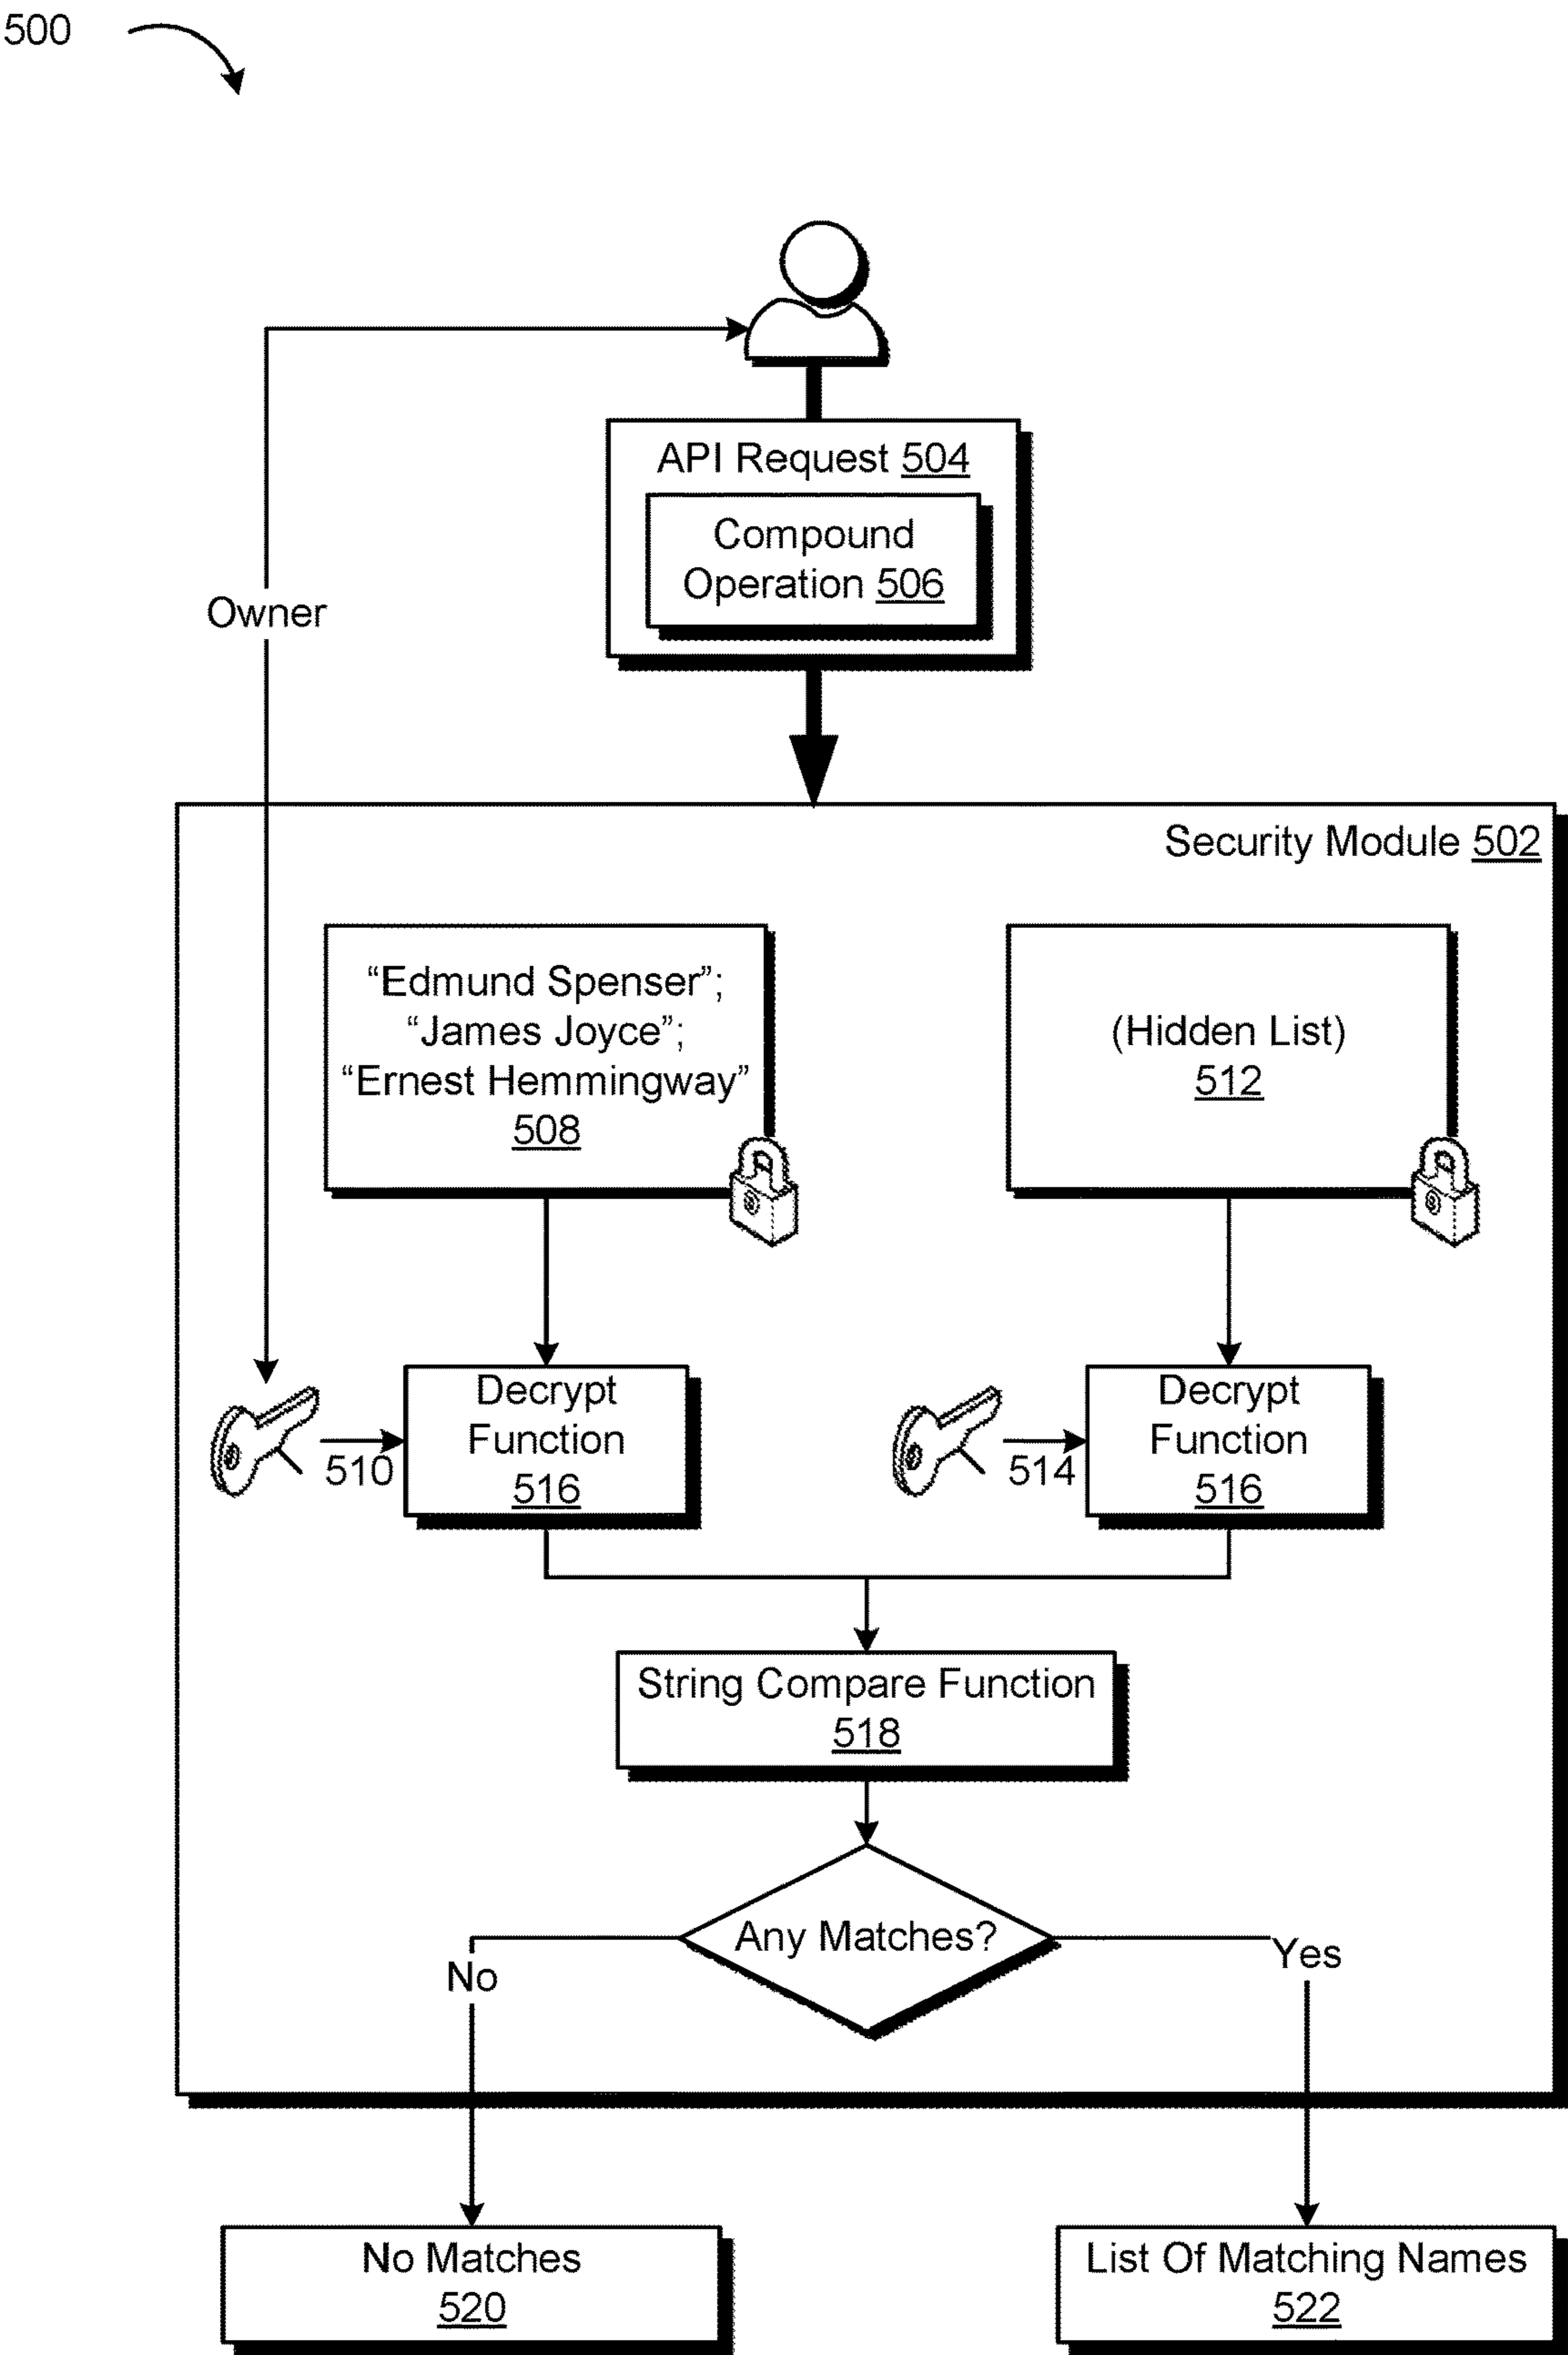 500
API Request 504
Compound
Operation 506
Owner
Security Module 502
“Edmund Spenser”;
“James Joyce”;
“Ernest Hemmingway”
508
(Hidden List)
512
Decrypt
Function
516
510
Decrypt
Function
516
514
String Compare Function
518
Any Matches?
No
Yes
No Matches
520
List Of Matching Names
522